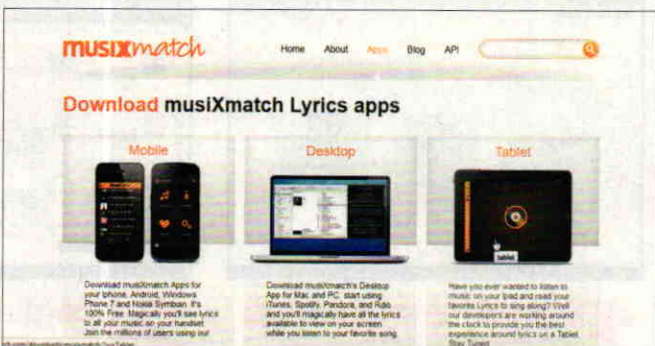 musiXmatch
Home About Apps Blog API
Download musiXmatch Lyrics apps
Mobile
Download musiXmatch Apps for
your Iphone, Android, Windows
Phone 7 and Nokia Symbian. It's
100% Free. Magically you'll see lyrics
to all your music on your handset.
Join the millions of users using our
Desktop
Download musiXmatch's Desktop
App for Mac and PC, start using
iTunes, Spotify, Pandora, and Rdio
and you'll magically have all the lyrics
available to view on your screen
while you listen to your favorite song.
Tablet
tablet
Have you ever wanted to listen to
music on your Ipad and read your
favorite Lyrics to sing along? Well
our developers are working around
the clock to provide you the best
experience around lyrics on a Tablet.
Stay Tuned